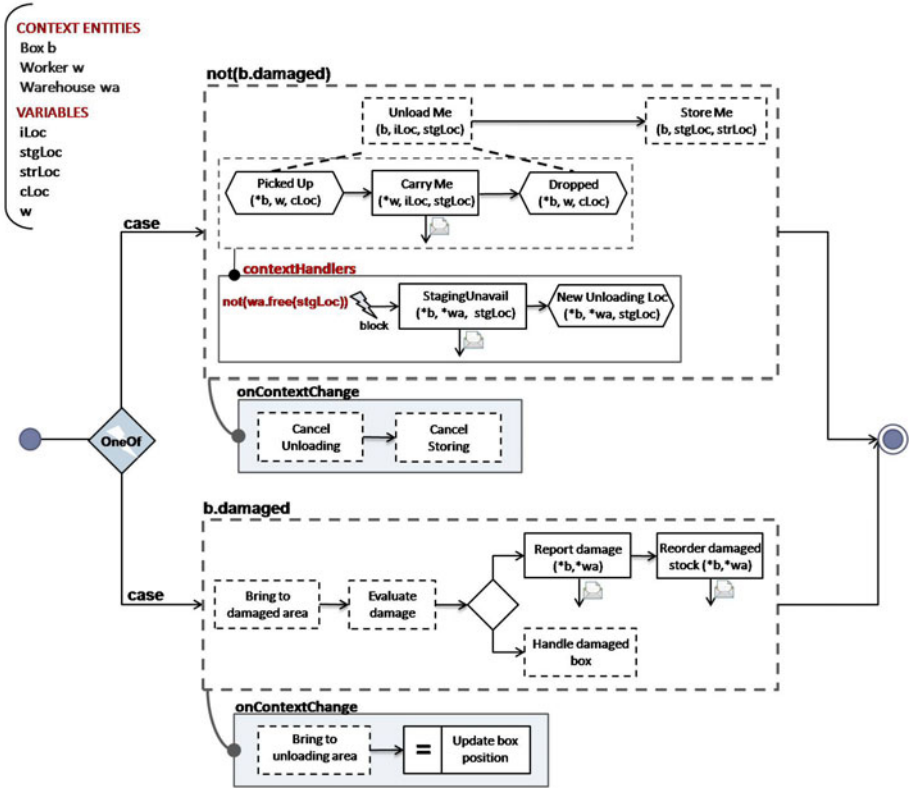 CONTEXT ENTITIES
Box b
Worker w
Warehouse wa
VARIABLES
iLoc
stgLoc
strLoc
cLoc
w
case
not(b.damaged)
Unload Me
(b, iLoc, stgLoc)
Store Me
(b, stgLoc, strLoc)
Picked Up
(*b, w, cLoc)
Carry Me
(*w, iLoc, stgLoc)
Dropped
(*b, w, cLoc)
contextHandlers
not(wa.free(stgLoc))
block
StagingUnavail
(*b, *wa, stgLoc)
New Unloading Loc
(*b, *wa, stgLoc)
onContextChange
Cancel
Unloading
Cancel
Storing
OneOf
b.damaged
case
Bring to
damaged area
Evaluate
damage
Report damage
(*b,*wa)
Reorder damaged
stock (*b,*wa)
Handle damaged
box
onContextChange
Bring to
unloading area
=
Update box
position